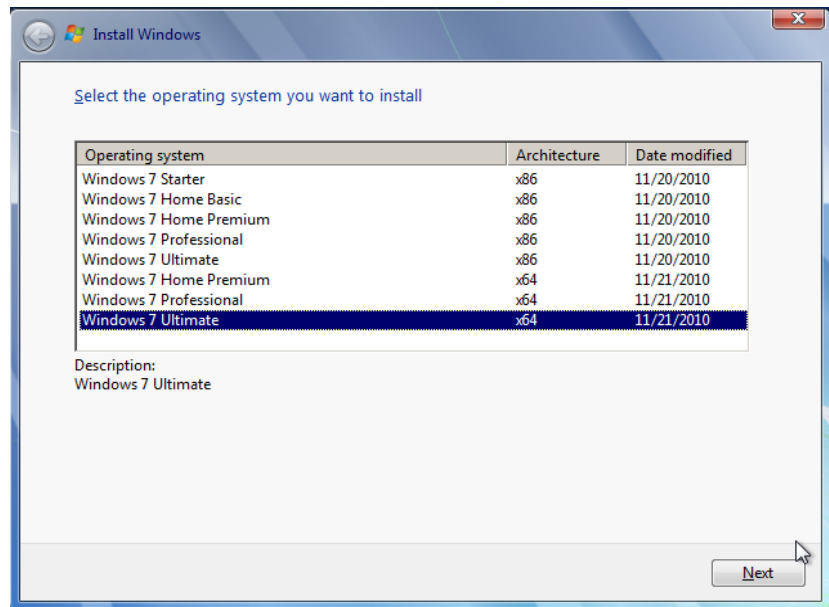 Install Windows
Select the operating system you want to install
Operating system Architecture Date modified
Windows 7 Starter x86 11/20/2010
Windows 7 Home Basic x86 11/20/2010
Windows 7 Home Premium x86 11/20/2010
Windows 7 Professional x86 11/20/2010
Windows 7 Ultimate x86 11/20/2010
Windows 7 Home Premium x64 11/21/2010
Windows 7 Professional x64 11/21/2010
Windows 7 Ultimate x64 11/21/2010
Description:
Windows 7 Ultimate
Next